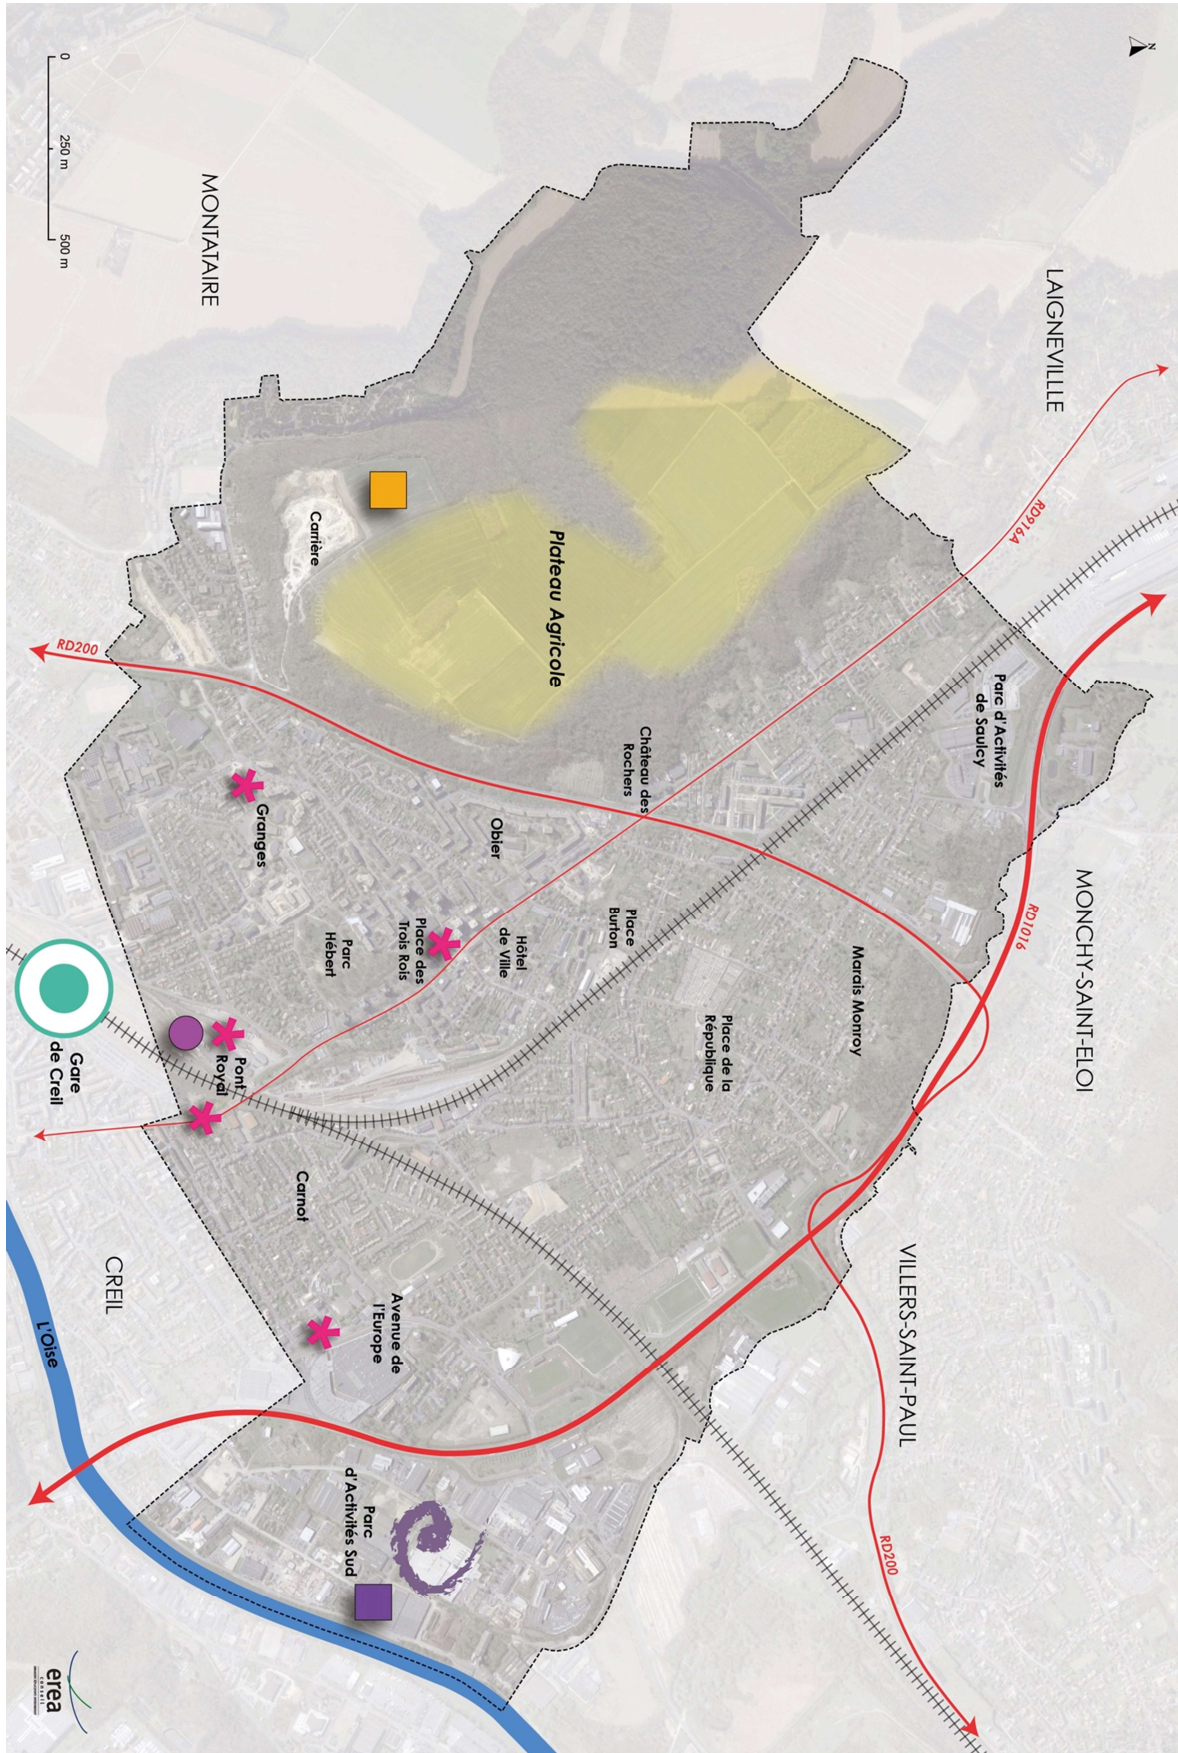 N
0
250 m
500 m
LAIGNEVILLLE
MONTATAIRE
RD916A
Carrière
Plateau Agricole
RD200
Parc d'Activités
de Saulcy
Château des
Rochers
Granges
Obier
MONCHY-SAINT-ELOI
RD1016
Place des
Trois Rois
Hôtel
de Ville
Place
Burton
Parc
Hébert
Marais Monroy
Place de la
République
Gare
de Creil
Pont
Royal
Carnot
CREIL
VILLERS-SAINT-PAUL
L'Oise
Avenue de
l'Europe
Parc
d'Activités Sud
RD200
erea
conseil